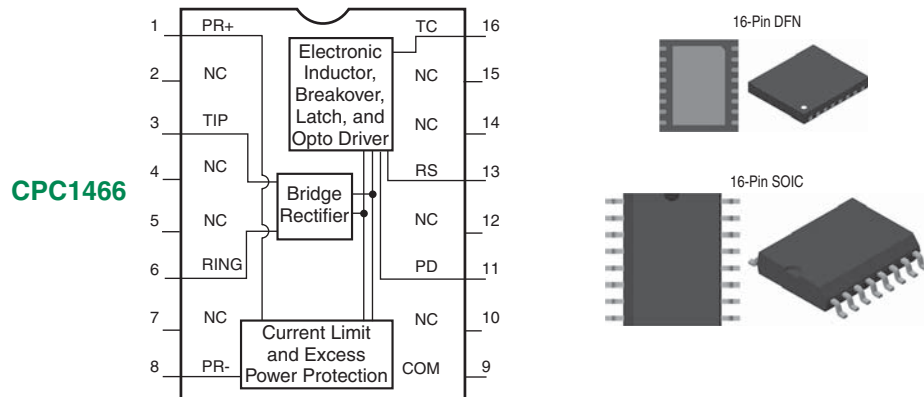 CPC1466
1 PR+ TC 16
2 NC NC 15
3 TIP NC 14
4 NC RS 13
5 NC NC 12
6 RING PD 11
7 NC NC 10
8 PR- COM 9
Electronic
Inductor,
Breakover,
Latch, and
Opto Driver
Bridge
Rectifier
Current Limit
and Excess
Power Protection
16-Pin DFN
16-Pin SOIC